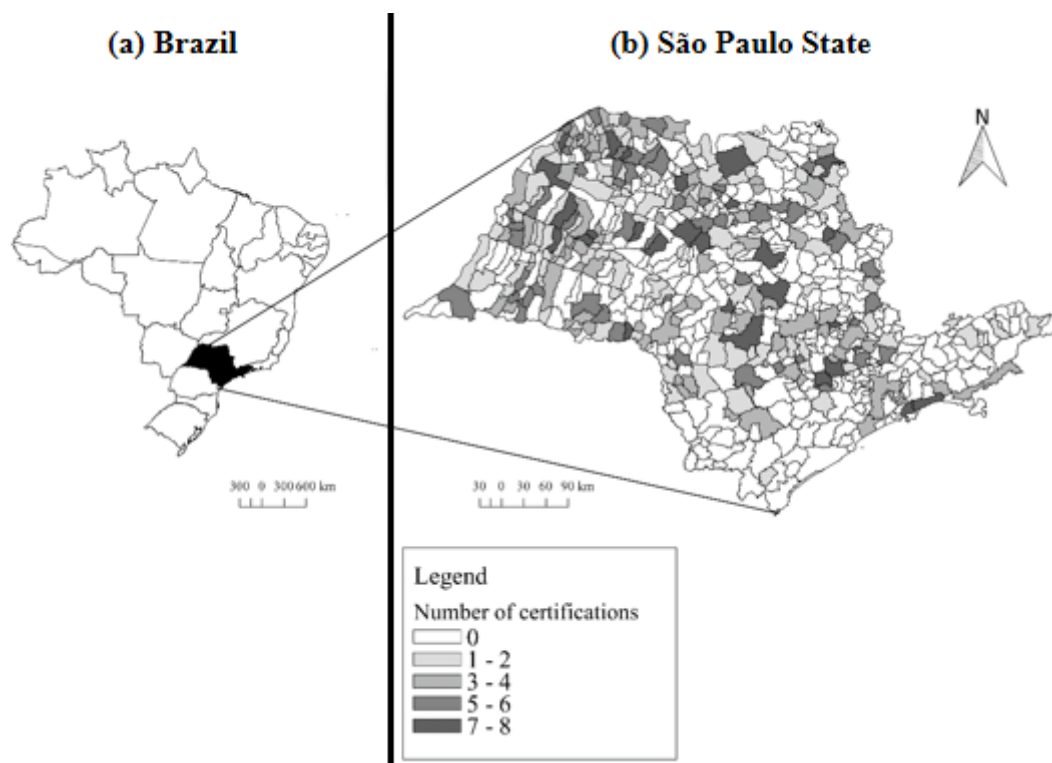 (a) Brazil
(b) São Paulo State
N
300 0 300 600 km
30 0 30 60 90 km
Legend
Number of certifications
0
1 - 2
3 - 4
5 - 6
7 - 8